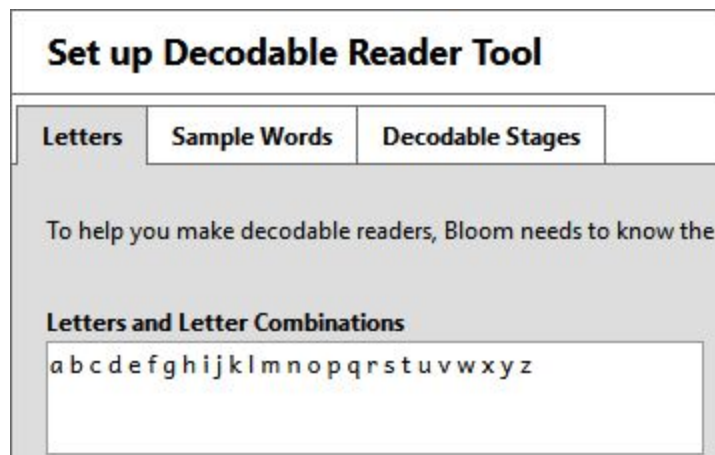 Set up Decodable Reader Tool
Letters Sample Words Decodable Stages
To help you make decodable readers, Bloom needs to know the
Letters and Letter Combinations
a b c d e f g h i j k l m n o p q r s t u v w x y z